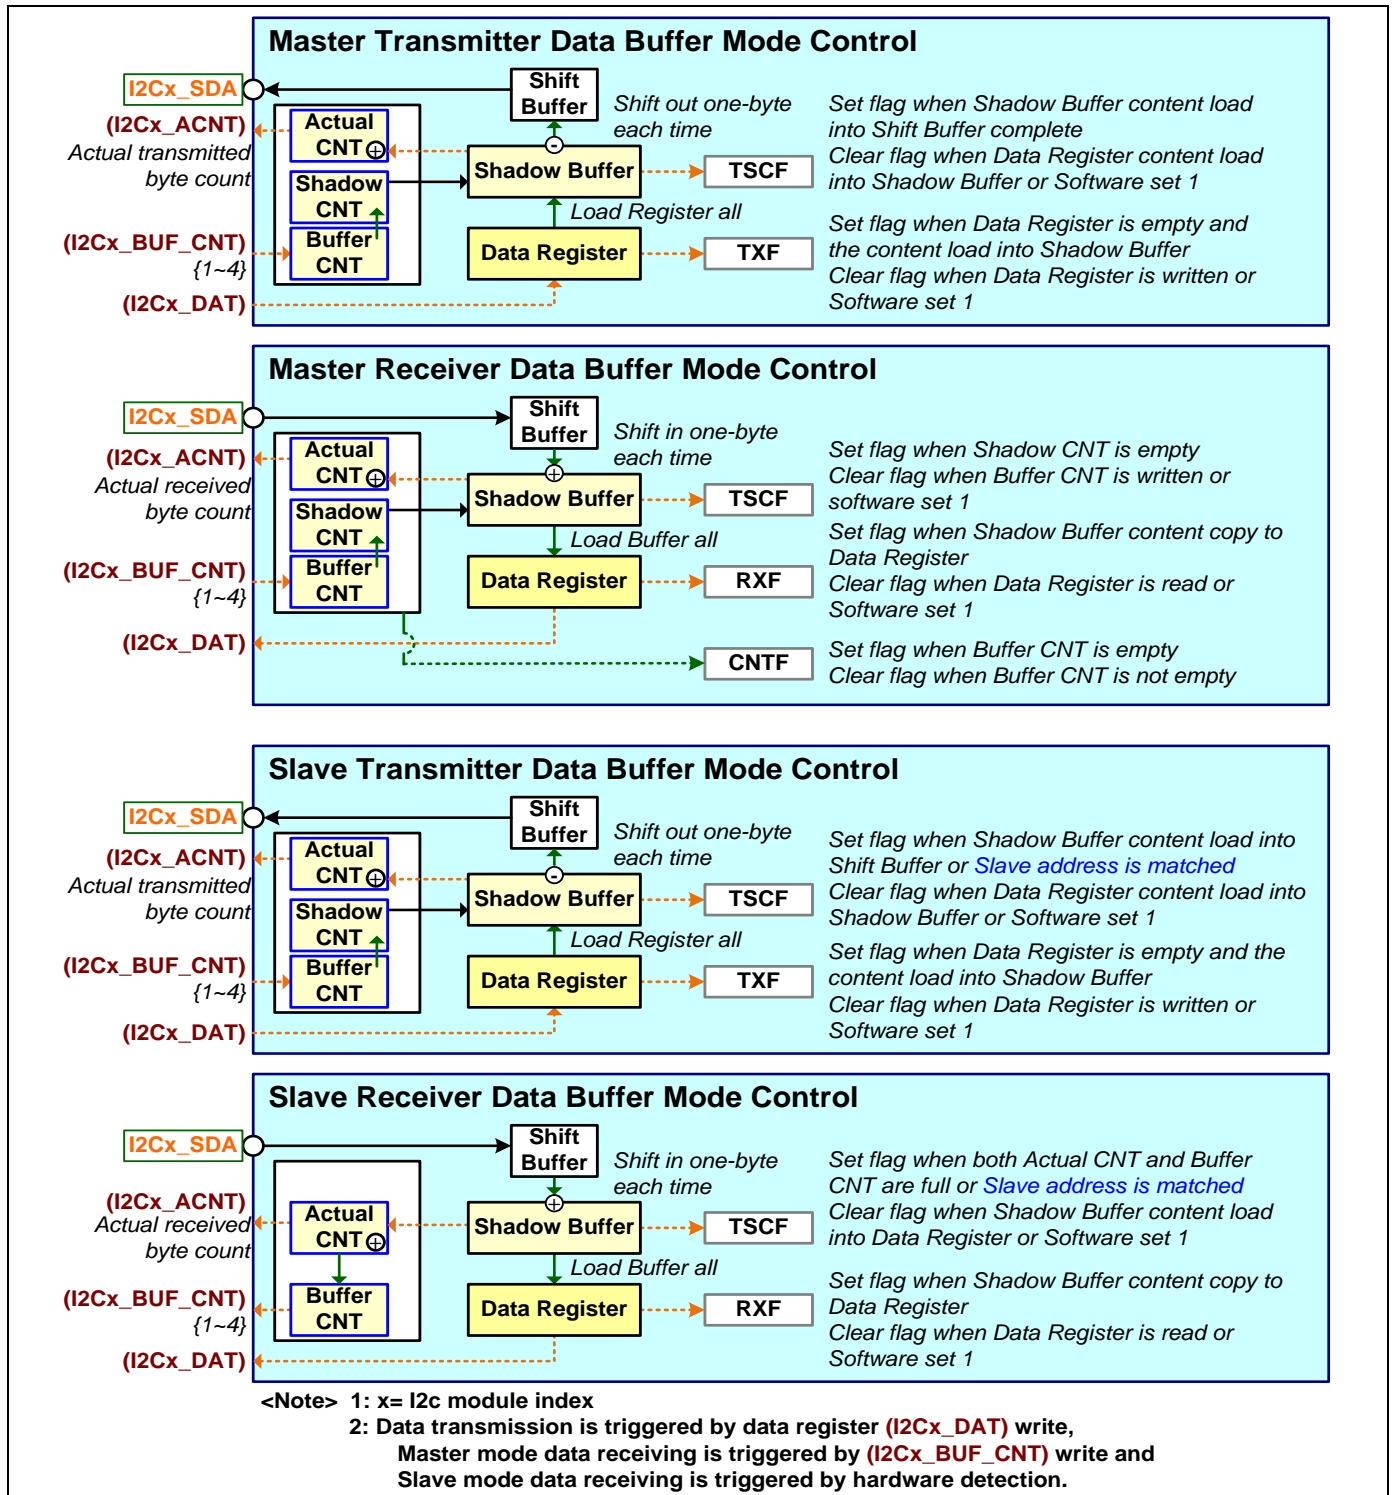 Master Transmitter Data Buffer Mode Control
I2Cx_SDA
Shift
Buffer
Shift out one-byte
each time
(I2Cx_ACNT)
Actual transmitted
byte count
Actual
CNT +
Shadow
CNT
(I2Cx_BUF_CNT)
{1~4}
Buffer
CNT
(I2Cx_DAT)
-
Shadow Buffer
Load Register all
Data Register
TSCF
Set flag when Shadow Buffer content load
into Shift Buffer complete
Clear flag when Data Register content load
into Shadow Buffer or Software set 1
TXF
Set flag when Data Register is empty and
the content load into Shadow Buffer
Clear flag when Data Register is written or
Software set 1
Master Receiver Data Buffer Mode Control
I2Cx_SDA
Shift
Buffer
Shift in one-byte
each time
(I2Cx_ACNT)
Actual received
byte count
Actual
CNT +
Shadow
CNT
(I2Cx_BUF_CNT)
{1~4}
Buffer
CNT
(I2Cx_DAT)
+
Shadow Buffer
Load Buffer all
Data Register
TSCF
Set flag when Shadow CNT is empty
Clear flag when Buffer CNT is written or
software set 1
RXF
Set flag when Shadow Buffer content copy to
Data Register
Clear flag when Data Register is read or
Software set 1
CNTF
Set flag when Buffer CNT is empty
Clear flag when Buffer CNT is not empty
Slave Transmitter Data Buffer Mode Control
I2Cx_SDA
Shift
Buffer
Shift out one-byte
each time
(I2Cx_ACNT)
Actual transmitted
byte count
Actual
CNT +
Shadow
CNT
(I2Cx_BUF_CNT)
{1~4}
Buffer
CNT
(I2Cx_DAT)
-
Shadow Buffer
Load Register all
Data Register
TSCF
Set flag when Shadow Buffer content load into
Shift Buffer or Slave address is matched
Clear flag when Data Register content load into
Shadow Buffer or Software set 1
TXF
Set flag when Data Register is empty and the
content load into Shadow Buffer
Clear flag when Data Register is written or
Software set 1
Slave Receiver Data Buffer Mode Control
I2Cx_SDA
Shift
Buffer
Shift in one-byte
each time
(I2Cx_ACNT)
Actual received
byte count
Actual
CNT +
(I2Cx_BUF_CNT)
{1~4}
Buffer
CNT
(I2Cx_DAT)
+
Shadow Buffer
Load Buffer all
Data Register
TSCF
Set flag when both Actual CNT and Buffer
CNT are full or Slave address is matched
Clear flag when Shadow Buffer content load
into Data Register or Software set 1
RXF
Set flag when Shadow Buffer content copy to
Data Register
Clear flag when Data Register is read or
Software set 1
<Note> 1: x= I2c module index
2: Data transmission is triggered by data register (I2Cx_DAT) write,
Master mode data receiving is triggered by (I2Cx_BUF_CNT) write and
Slave mode data receiving is triggered by hardware detection.